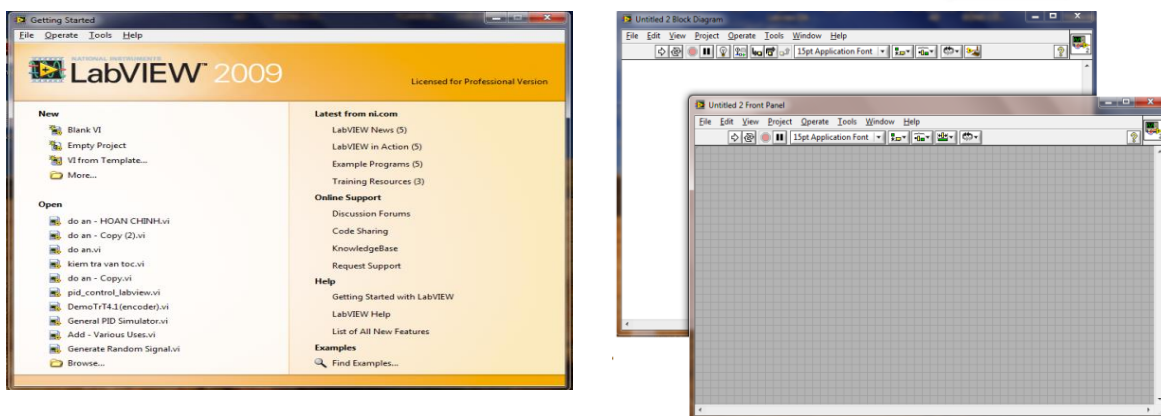 Getting Started
File Operate Tools Help
NATIONAL INSTRUMENTS
LabVIEW™ 2009
Licensed for Professional Version
New
Blank VI
Empty Project
VI from Template...
More...
Open
do an - HOAN CHINH.vi
do an - Copy (2).vi
do an.vi
kiem tra van toc.vi
do an - Copy.vi
pid_control_labview.vi
DemoTrT4.1(encoder).vi
General PID Simulator.vi
Add - Various Uses.vi
Generate Random Signal.vi
Browse...
Latest from ni.com
LabVIEW News (5)
LabVIEW in Action (5)
Example Programs (5)
Training Resources (3)
Online Support
Discussion Forums
Code Sharing
KnowledgeBase
Request Support
Help
Getting Started with LabVIEW
LabVIEW Help
List of All New Features
Examples
Find Examples...
Untitled 2 Block Diagram
File Edit View Project Operate Tools Window Help
15pt Application Font
Untitled 2 Front Panel
File Edit View Project Operate Tools Window Help
15pt Application Font